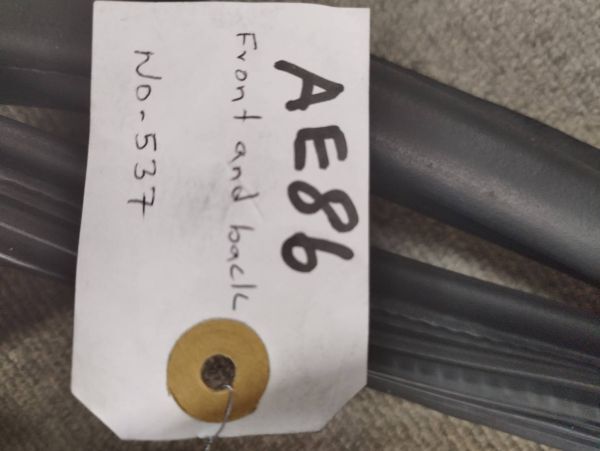 AE86
Front and back
No-537